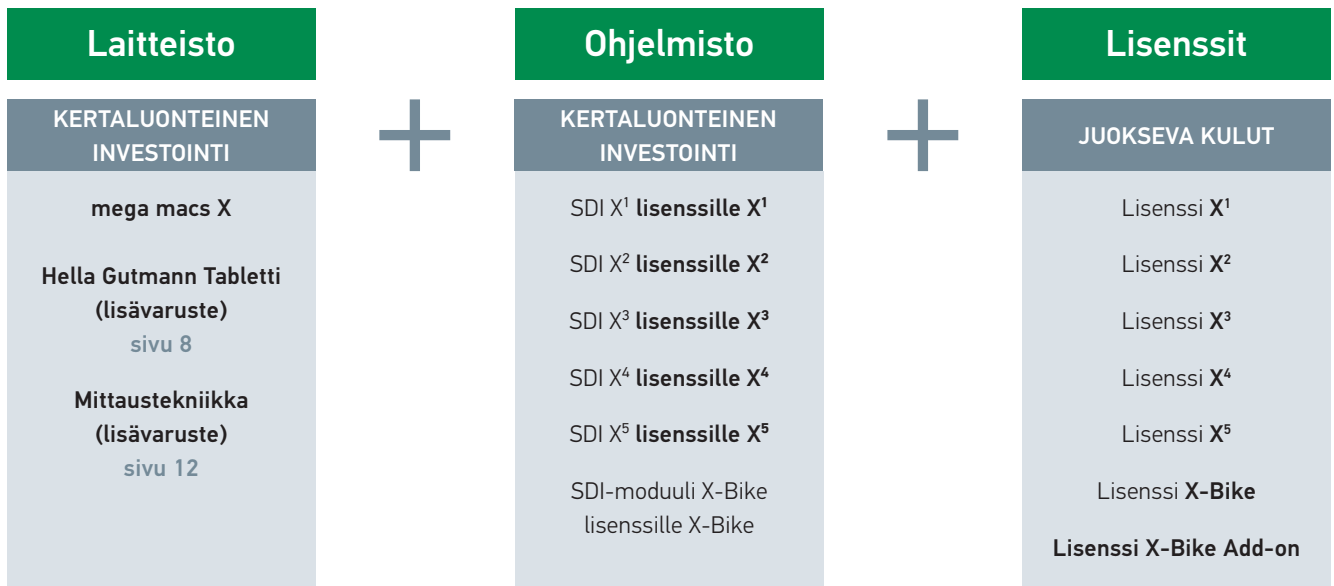 Laitteisto
KERTALUONTEINEN
INVESTOINTI
mega macs X
Hella Gutmann Tabletti
(lisävaruste)
sivu 8
Mittaustekniikka
(lisävaruste)
sivu 12
+
Ohjelmisto
KERTALUONTEINEN
INVESTOINTI
SDI X¹ lisenssille X¹
SDI X² lisenssille X²
SDI X³ lisenssille X³
SDI X⁴ lisenssille X⁴
SDI X⁵ lisenssille X⁵
SDI-moduuli X-Bike
lisenssille X-Bike
+
Lisenssit
JUOKSEVA KULUT
Lisenssi X¹
Lisenssi X²
Lisenssi X³
Lisenssi X⁴
Lisenssi X⁵
Lisenssi X-Bike
Lisenssi X-Bike Add-on